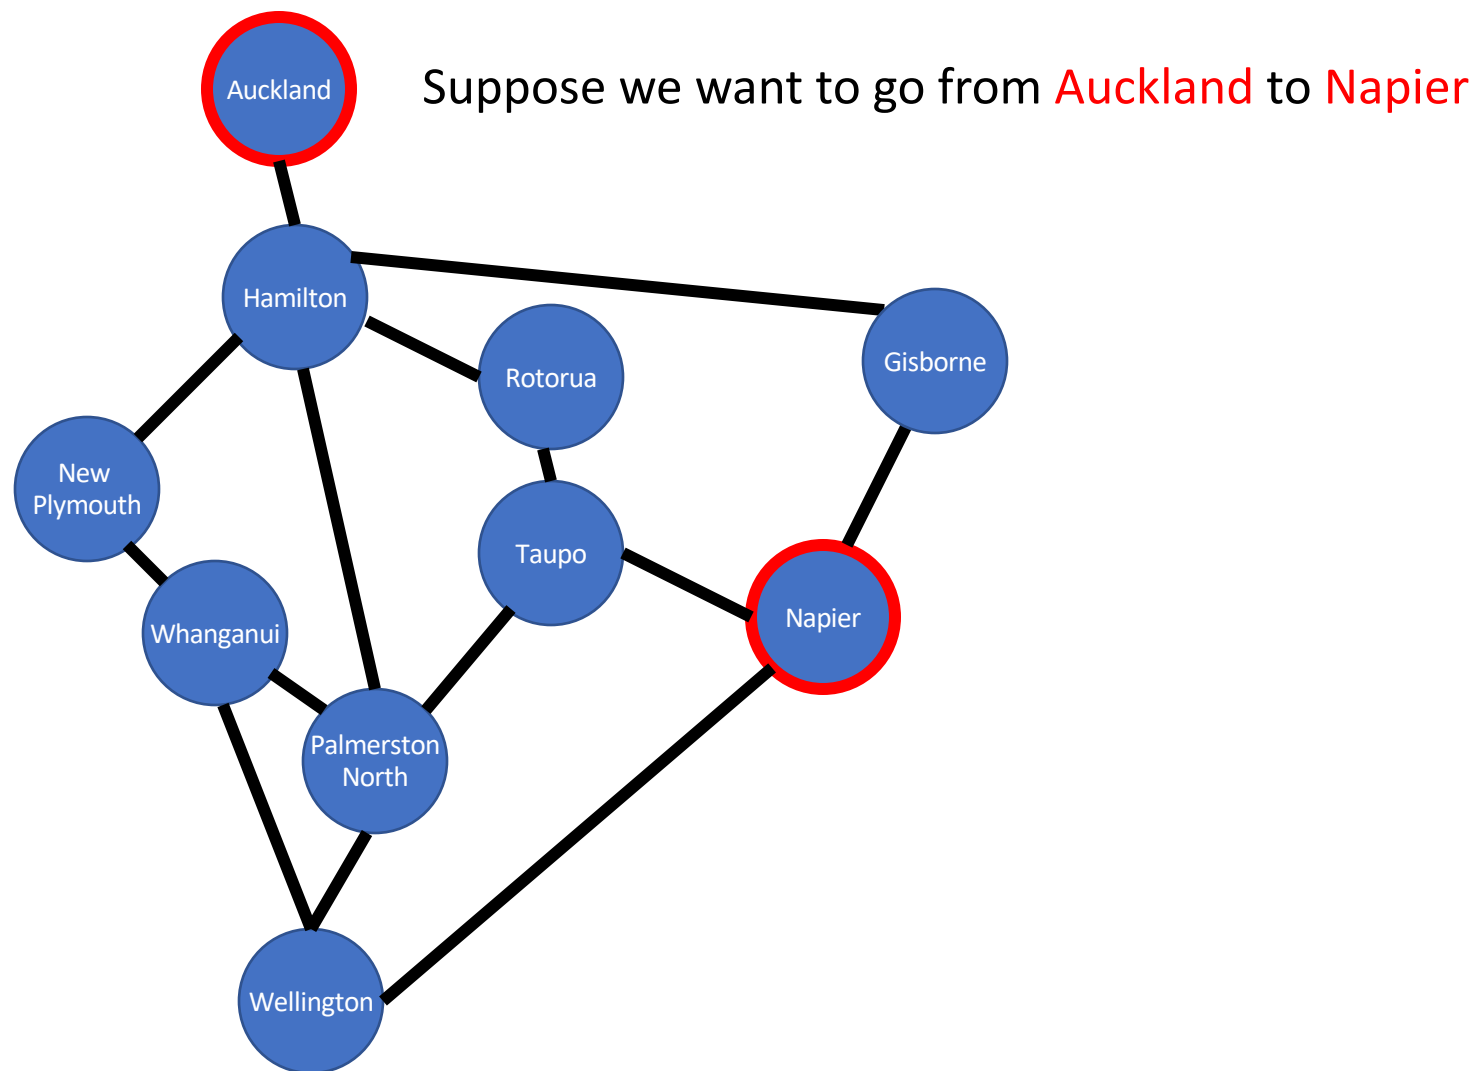 Auckland
Suppose we want to go from Auckland to Napier
Hamilton
Rotorua
Gisborne
New
Plymouth
Taupo
Napier
Whanganui
Palmerston
North
Wellington